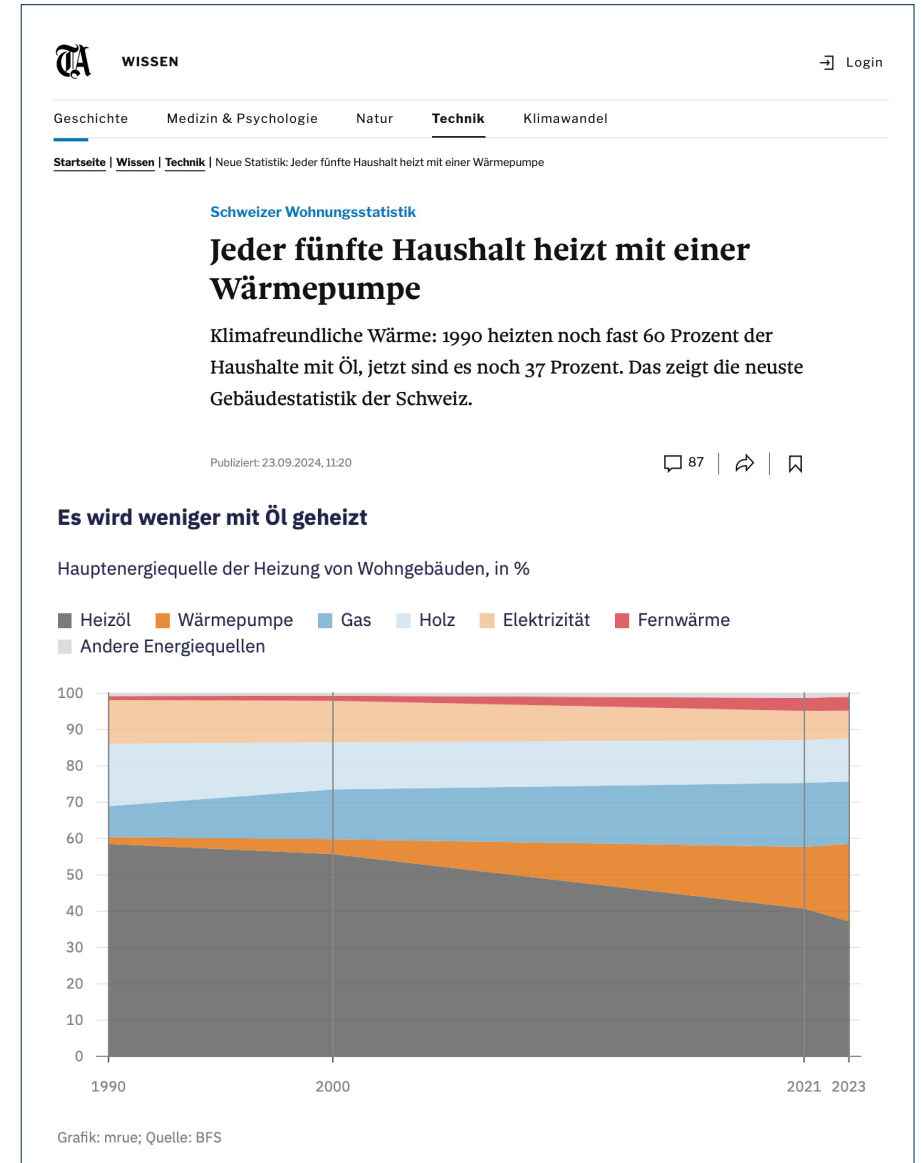 TA WISSEN Login
Geschichte Medizin & Psychologie Natur Technik Klimawandel
Startseite | Wissen | Technik | Neue Statistik: Jeder fünfte Haushalt heizt mit einer Wärmepumpe
Schweizer Wohnungsstatistik
Jeder fünfte Haushalt heizt mit einer
Wärmepumpe
Klimafreundliche Wärme: 1990 heizten noch fast 60 Prozent der
Haushalte mit Öl, jetzt sind es noch 37 Prozent. Das zeigt die neuste
Gebäudestatistik der Schweiz.
Publiziert: 23.09.2024, 11:20 87
Es wird weniger mit Öl geheizt
Hauptenergiequelle der Heizung von Wohngebäuden, in %
Heizöl Wärmepumpe Gas Holz Elektrizität Fernwärme
Andere Energiequellen
100
90
80
70
60
50
40
30
20
10
0
1990 2000 2021 2023
Grafik: mrue; Quelle: BFS